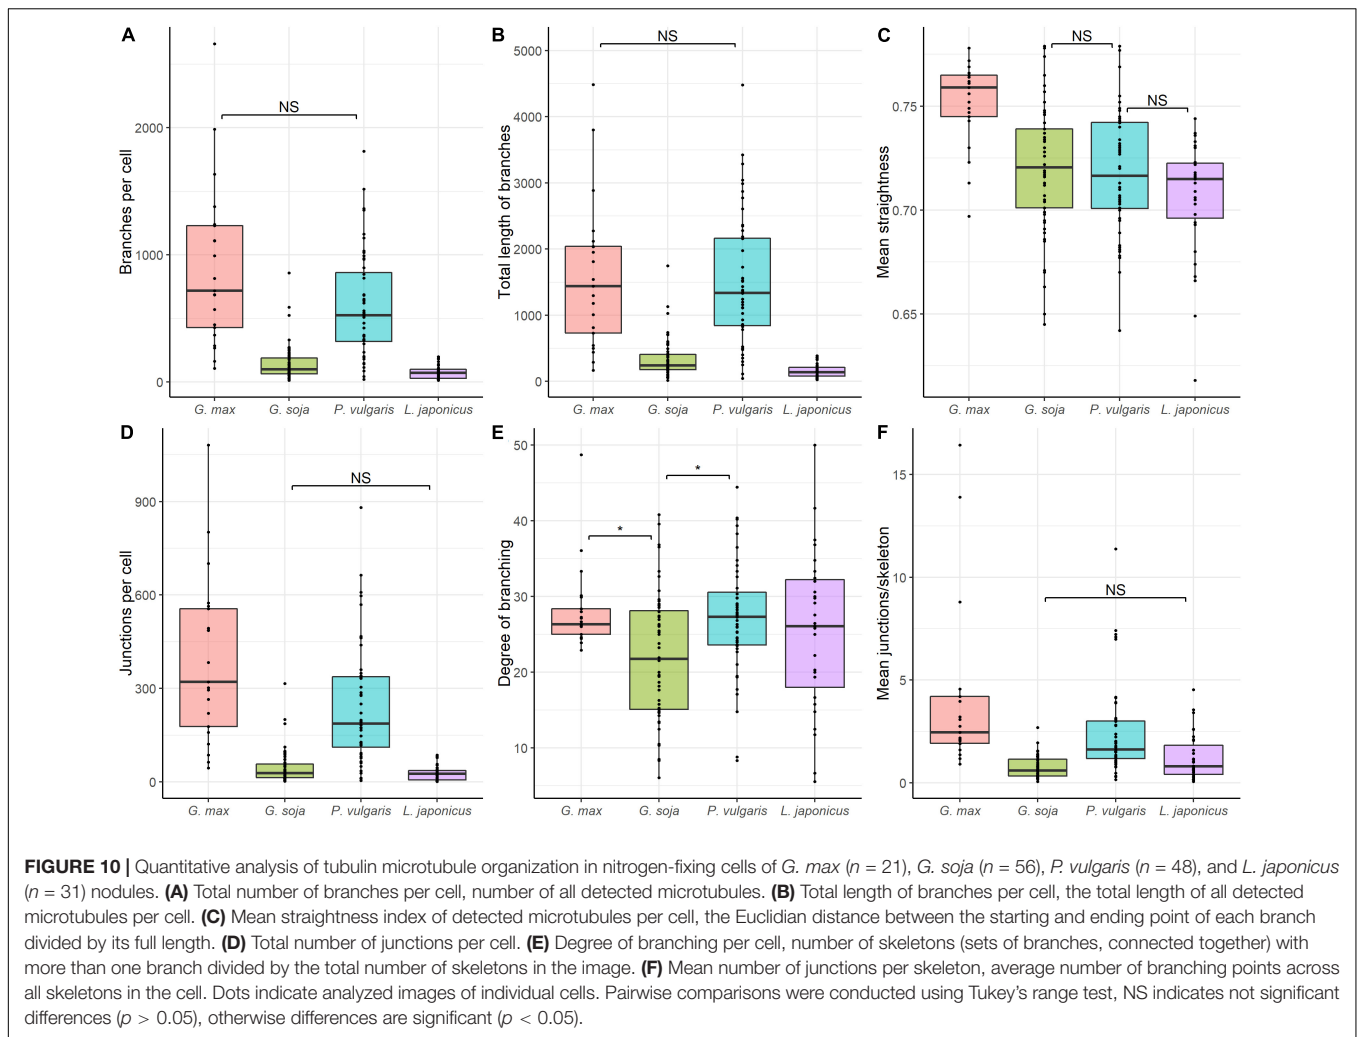 A
Branches per cell
2000
1000
0
NS
G. max
G. soja
P. vulgaris
L. japonicus
B
Total length of branches
5000
4000
3000
2000
1000
0
NS
G. max
G. soja
P. vulgaris
L. japonicus
C
Mean straightness
0.75
0.70
0.65
NS
NS
G. max
G. soja
P. vulgaris
L. japonicus
D
Junctions per cell
900
600
300
0
NS
G. max
G. soja
P. vulgaris
L. japonicus
E
Degree of branching
50
40
30
20
10
*
*
G. max
G. soja
P. vulgaris
L. japonicus
F
Mean junctions/skeleton
15
10
5
0
NS
G. max
G. soja
P. vulgaris
L. japonicus
FIGURE 10 | Quantitative analysis of tubulin microtubule organization in nitrogen-fixing cells of G. max (n = 21), G. soja (n = 56), P. vulgaris (n = 48), and L. japonicus
(n = 31) nodules. (A) Total number of branches per cell, number of all detected microtubules. (B) Total length of branches per cell, the total length of all detected
microtubules per cell. (C) Mean straightness index of detected microtubules per cell, the Euclidian distance between the starting and ending point of each branch
divided by its full length. (D) Total number of junctions per cell. (E) Degree of branching per cell, number of skeletons (sets of branches, connected together) with
more than one branch divided by the total number of skeletons in the image. (F) Mean number of junctions per skeleton, average number of branching points across
all skeletons in the cell. Dots indicate analyzed images of individual cells. Pairwise comparisons were conducted using Tukey's range test, NS indicates not significant
differences (p > 0.05), otherwise differences are significant (p < 0.05).